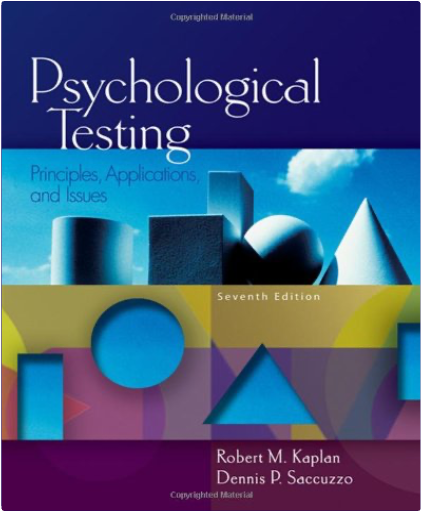 Copyrighted Material
Psychological
Testing
Principles, Applications,
and Issues
Seventh Edition
Robert M. Kaplan
Dennis P. Saccuzzo
Copyrighted Material